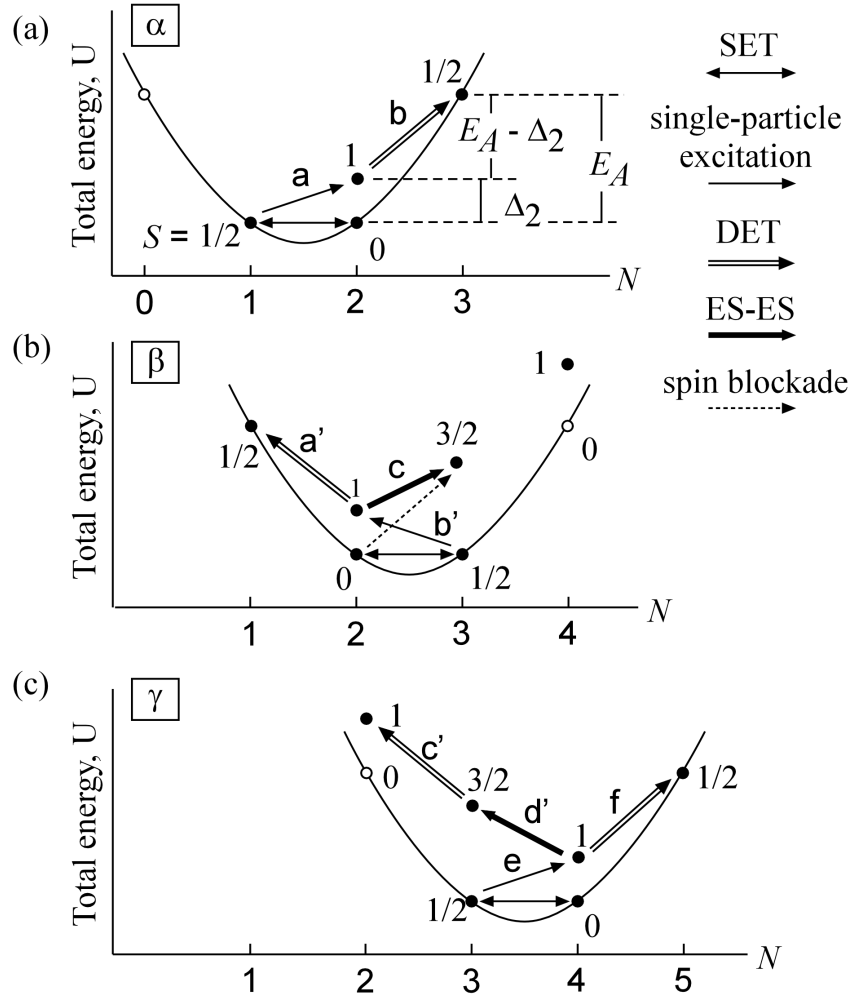 (a) α
Total energy, U
1/2
b
1
a
E_A - Δ₂
E_A
Δ₂
S = 1/2
0
0 1 2 3 N
SET
single-particle
excitation
DET
ES-ES
spin blockade
(b) β
Total energy, U
1
1/2
a'
3/2
c
1
b'
0
0
1/2
1 2 3 4 N
(c) γ
Total energy, U
1
0
c'
3/2
d'
f
1/2
1
e
1/2
0
1 2 3 4 5 N